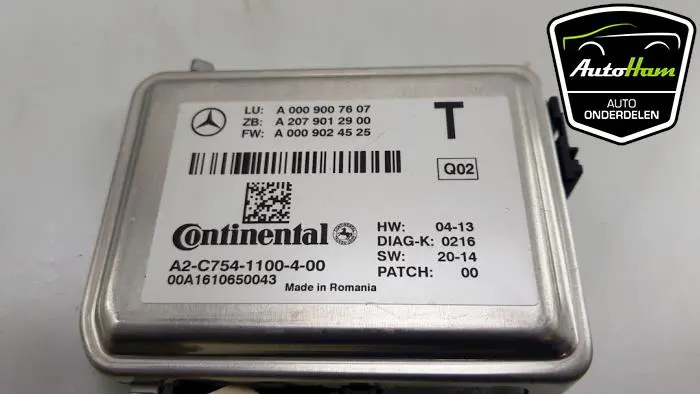 LU: A 000 900 76 07
ZB: A 207 901 29 00
FW: A 000 902 45 25
T
Q02
Continental
HW: 04-13
DIAG-K: 0216
SW: 20-14
PATCH: 00
A2-C754-1100-4-00
00A1610650043
Made in Romania
AutoHam
AUTO
ONDERDELEN